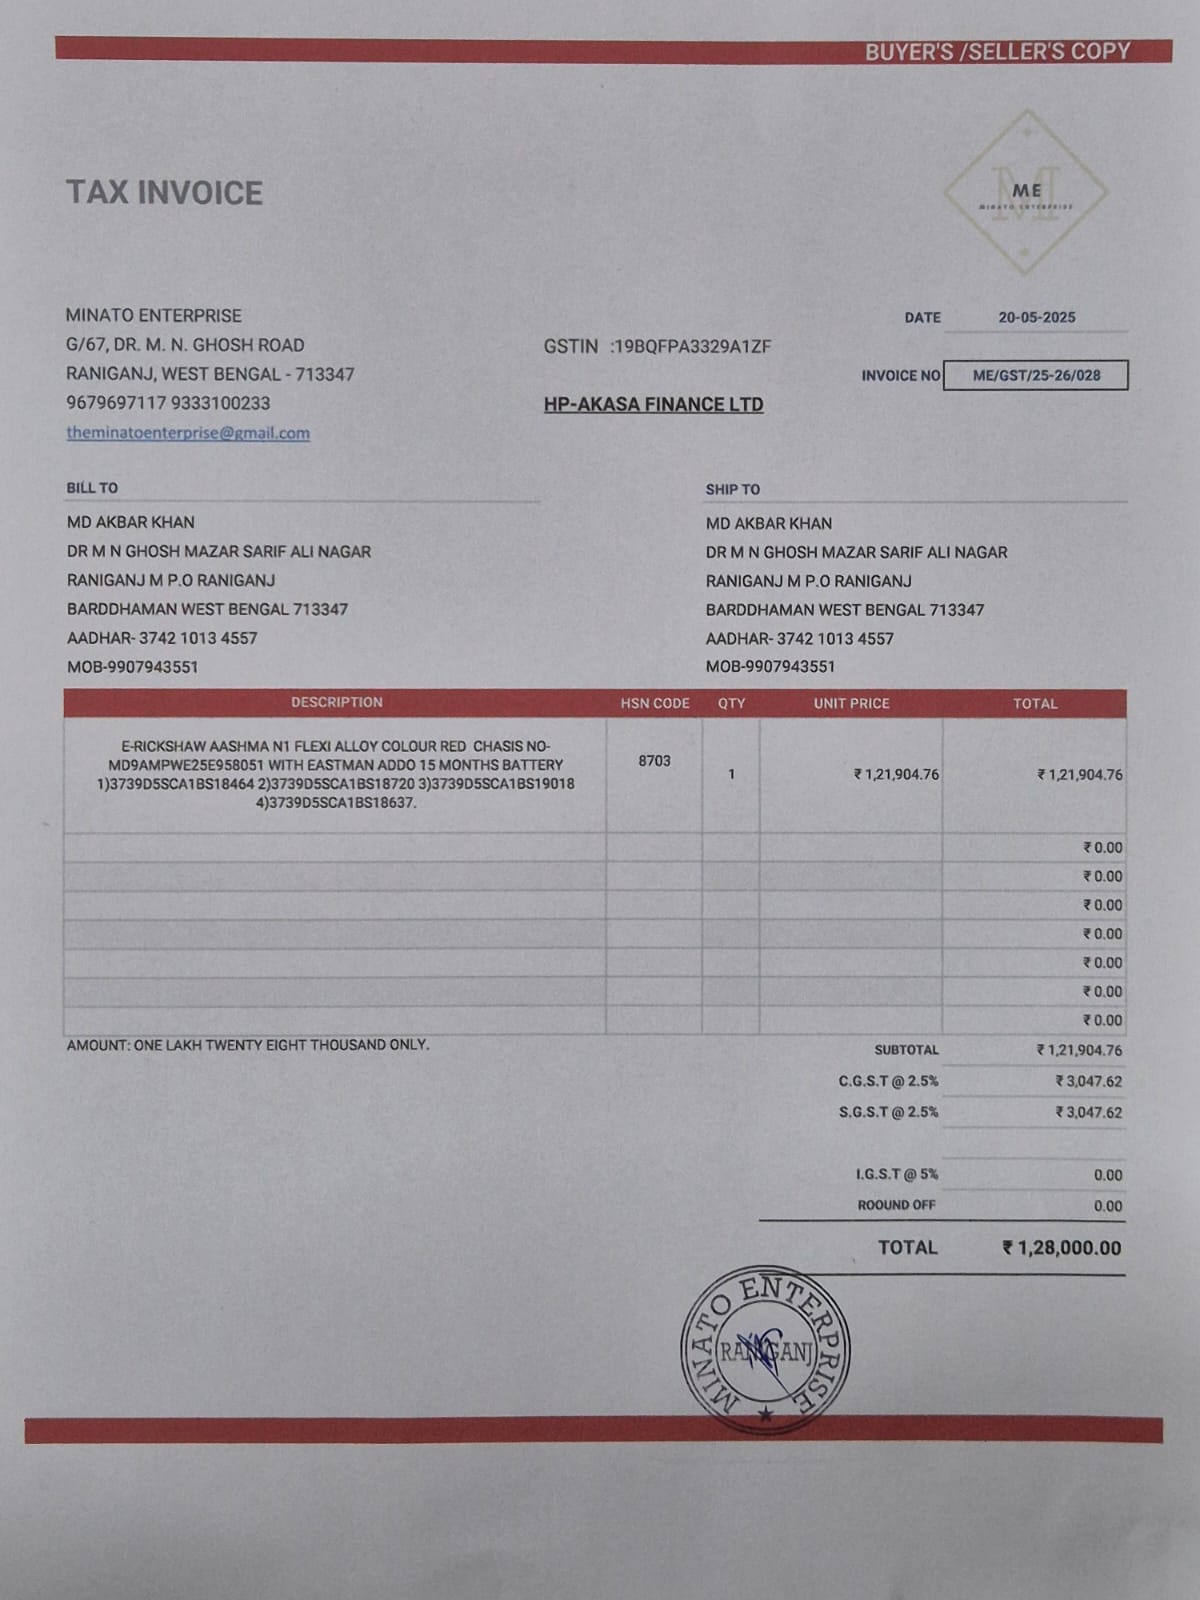 BUYER'S /SELLER'S COPY
TAX INVOICE
ME
MINATO ENTERPRISE
MINATO ENTERPRISE
G/67, DR. M. N. GHOSH ROAD
RANIGANJ, WEST BENGAL - 713347
9679697117 9333100233
theminatoenterprise@gmail.com
GSTIN :19BQFPA3329A1ZF
HP-AKASA FINANCE LTD
DATE 20-05-2025
INVOICE NO ME/GST/25-26/028
BILL TO
MD AKBAR KHAN
DR M N GHOSH MAZAR SARIF ALI NAGAR
RANIGANJ M P.O RANIGANJ
BARDDHAMAN WEST BENGAL 713347
AADHAR- 3742 1013 4557
MOB-9907943551
SHIP TO
MD AKBAR KHAN
DR M N GHOSH MAZAR SARIF ALI NAGAR
RANIGANJ M P.O RANIGANJ
BARDDHAMAN WEST BENGAL 713347
AADHAR- 3742 1013 4557
MOB-9907943551
DESCRIPTION HSN CODE QTY UNIT PRICE TOTAL
E-RICKSHAW AASHMA N1 FLEXI ALLOY COLOUR RED CHASIS NO-
MD9AMPWE25E958051 WITH EASTMAN ADDO 15 MONTHS BATTERY
1)3739D5SCA1BS18464 2)3739D5SCA1BS18720 3)3739D5SCA1BS19018
4)3739D5SCA1BS18637.
8703 1 ₹ 1,21,904.76 ₹ 1,21,904.76
₹ 0.00
₹ 0.00
₹ 0.00
₹ 0.00
₹ 0.00
₹ 0.00
₹ 0.00
AMOUNT: ONE LAKH TWENTY EIGHT THOUSAND ONLY.
SUBTOTAL ₹ 1,21,904.76
C.G.S.T @ 2.5% ₹ 3,047.62
S.G.S.T @ 2.5% ₹ 3,047.62
I.G.S.T @ 5% 0.00
ROOUND OFF 0.00
TOTAL ₹ 1,28,000.00
MINATO ENTERPRISE
RANIGANJ